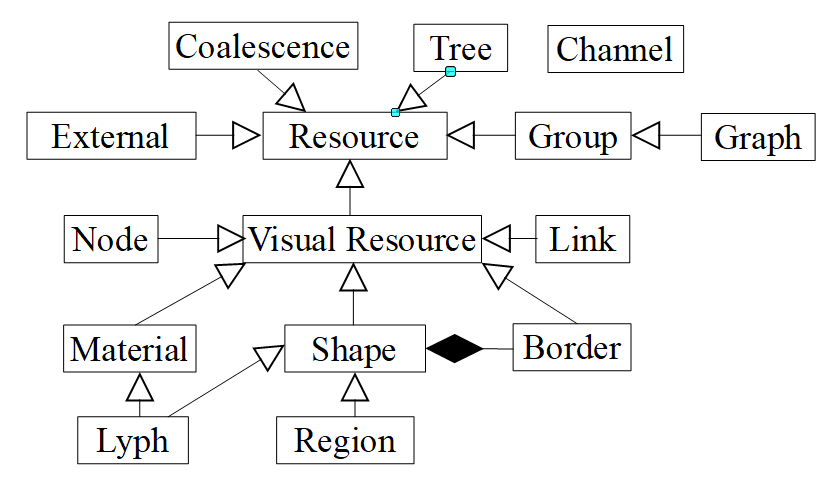 Coalescence
Tree
Channel
External
Resource
Group
Graph
Node
Visual Resource
Link
Material
Shape
Border
Lyph
Region